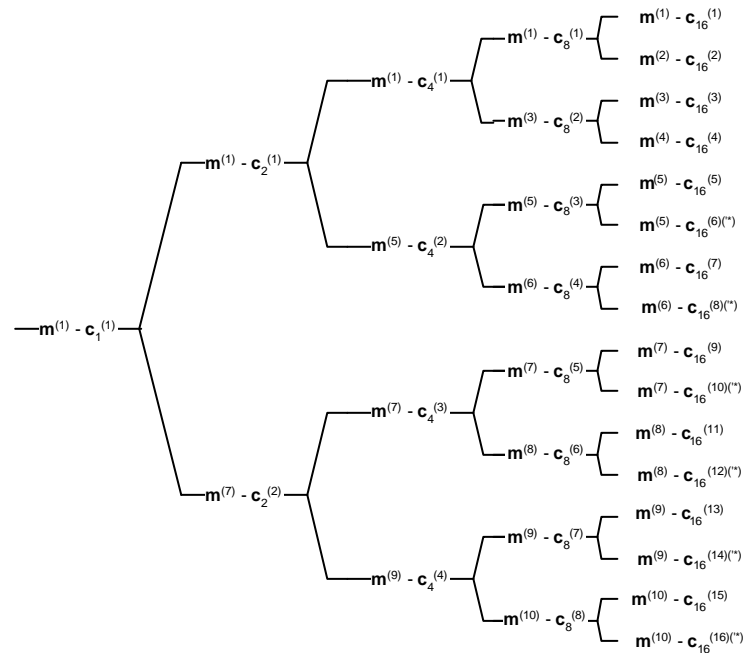 m(1) - c1(1)
m(1) - c2(1)
m(7) - c2(2)
m(1) - c4(1)
m(5) - c4(2)
m(7) - c4(3)
m(9) - c4(4)
m(1) - c8(1)
m(3) - c8(2)
m(5) - c8(3)
m(6) - c8(4)
m(7) - c8(5)
m(8) - c8(6)
m(9) - c8(7)
m(10) - c8(8)
m(1) - c16(1)
m(2) - c16(2)
m(3) - c16(3)
m(4) - c16(4)
m(5) - c16(5)
m(5) - c16(6)('*)
m(6) - c16(7)
m(6) - c16(8)('*)
m(7) - c16(9)
m(7) - c16(10)('*)
m(8) - c16(11)
m(8) - c16(12)('*)
m(9) - c16(13)
m(9) - c16(14)('*)
m(10) - c16(15)
m(10) - c16(16)('*)